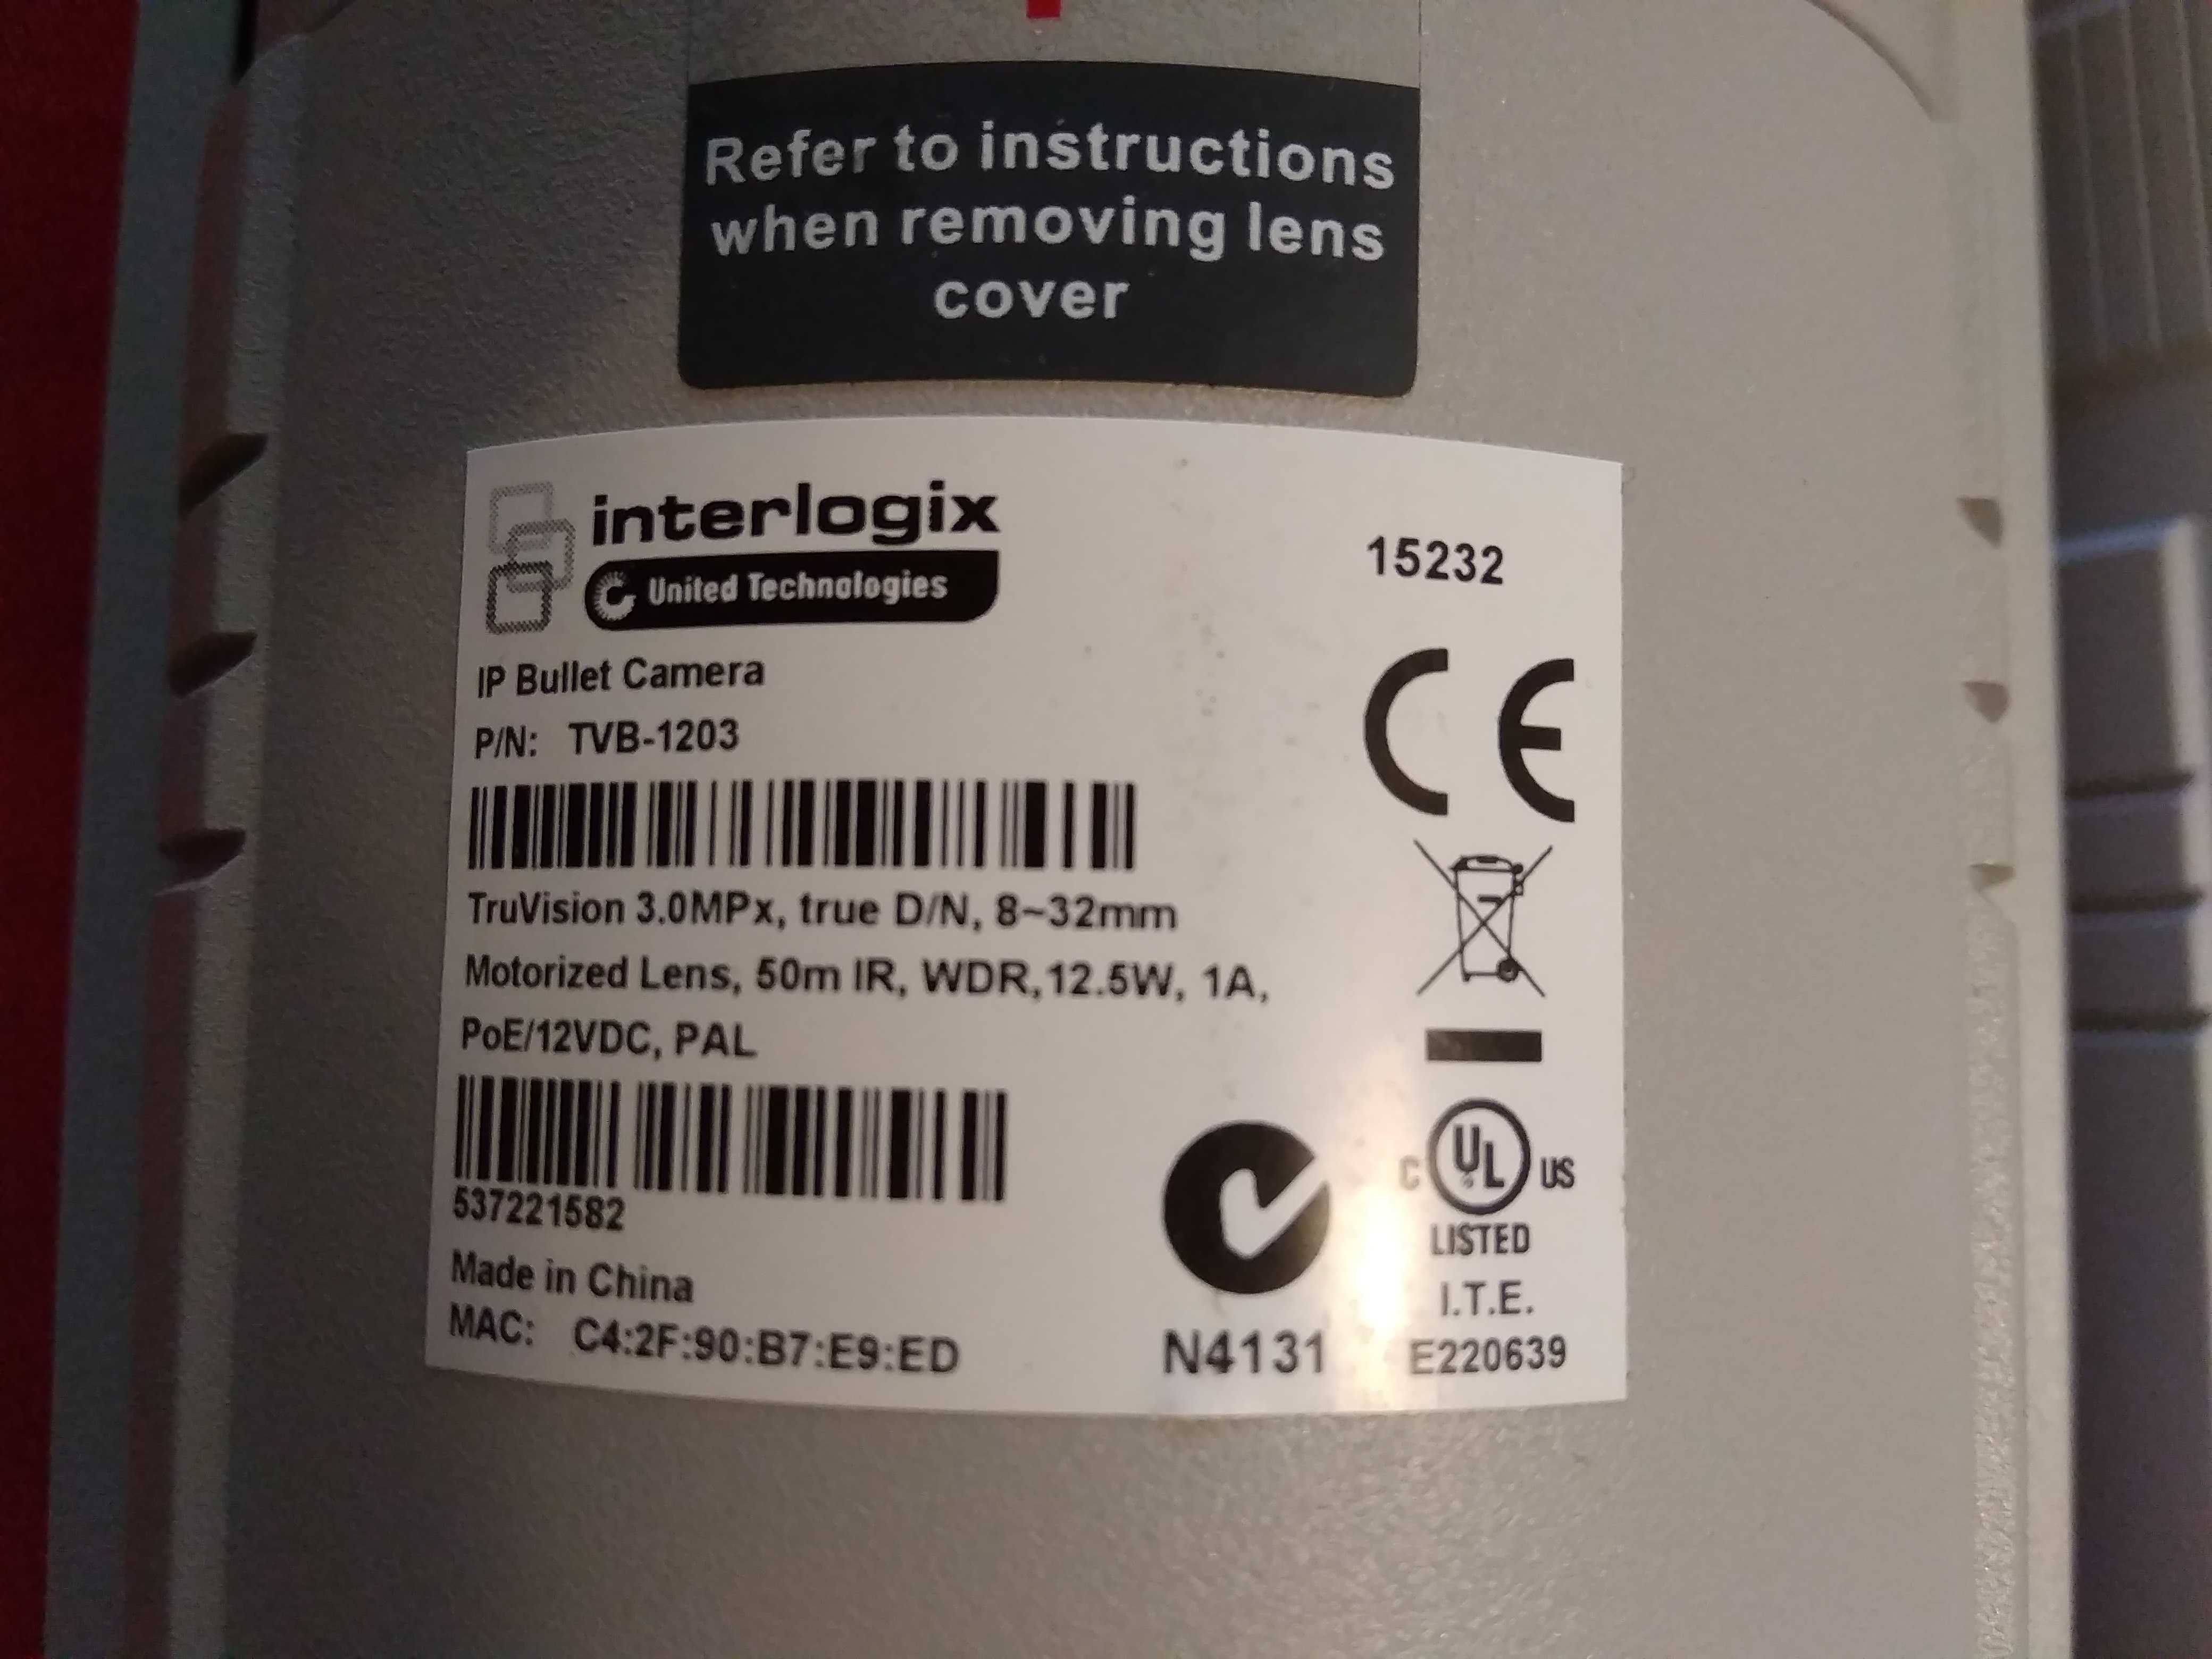 Refer to instructions
when removing lens
cover
interlogix
United Technologies
15232
IP Bullet Camera
P/N: TVB-1203
CE
TruVision 3.0MPx, true D/N, 8~32mm
Motorized Lens, 50m IR, WDR,12.5W, 1A,
PoE/12VDC, PAL
537221582
Made in China
MAC: C4:2F:90:B7:E9:ED
N4131
C UL US
LISTED
I.T.E.
E220639